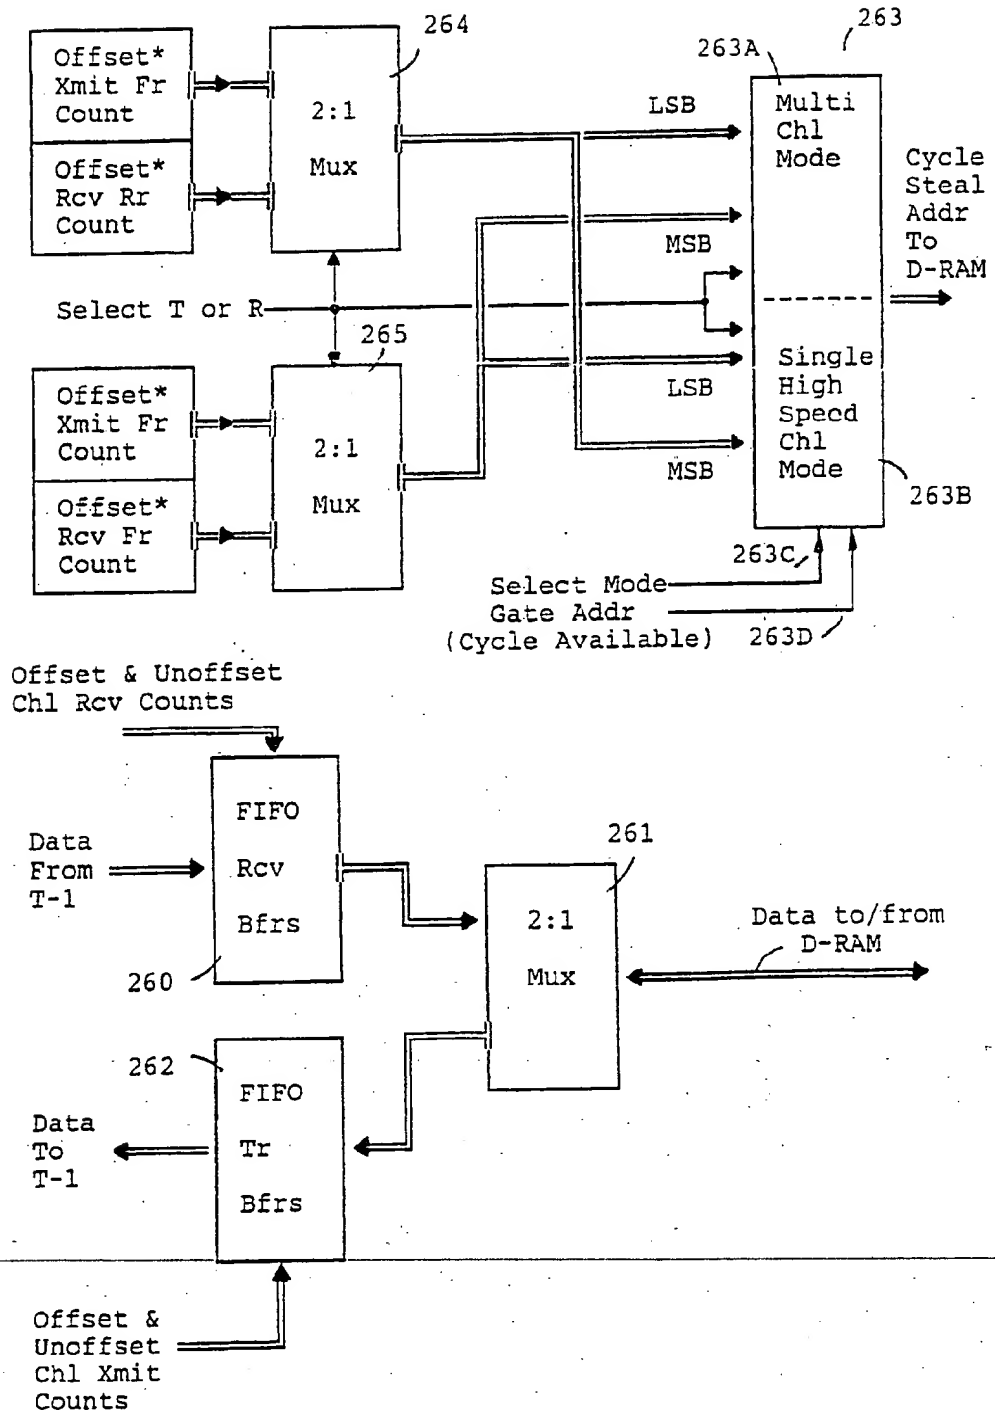 264
263
263A
Offset*
Xmit Fr
Count
Offset*
Rcv Rr
Count
2:1
Mux
LSB
MSB
Multi
Chl
Mode
Cycle
Steal
Addr
To
D-RAM
Select T or R
265
Offset*
Xmit Fr
Count
Offset*
Rcv Fr
Count
2:1
Mux
LSB
MSB
Single
High
Specd
Chl
Mode
263B
263C
Select Mode
Gate Addr
(Cycle Available)
263D
Offset & Unoffset
Chl Rcv Counts
FIFO
Rcv
Bfrs
Data
From
T-1
260
261
2:1
Mux
Data to/from
D-RAM
262
FIFO
Tr
Bfrs
Data
To
T-1
Offset &
Unoffset
Chl Xmit
Counts